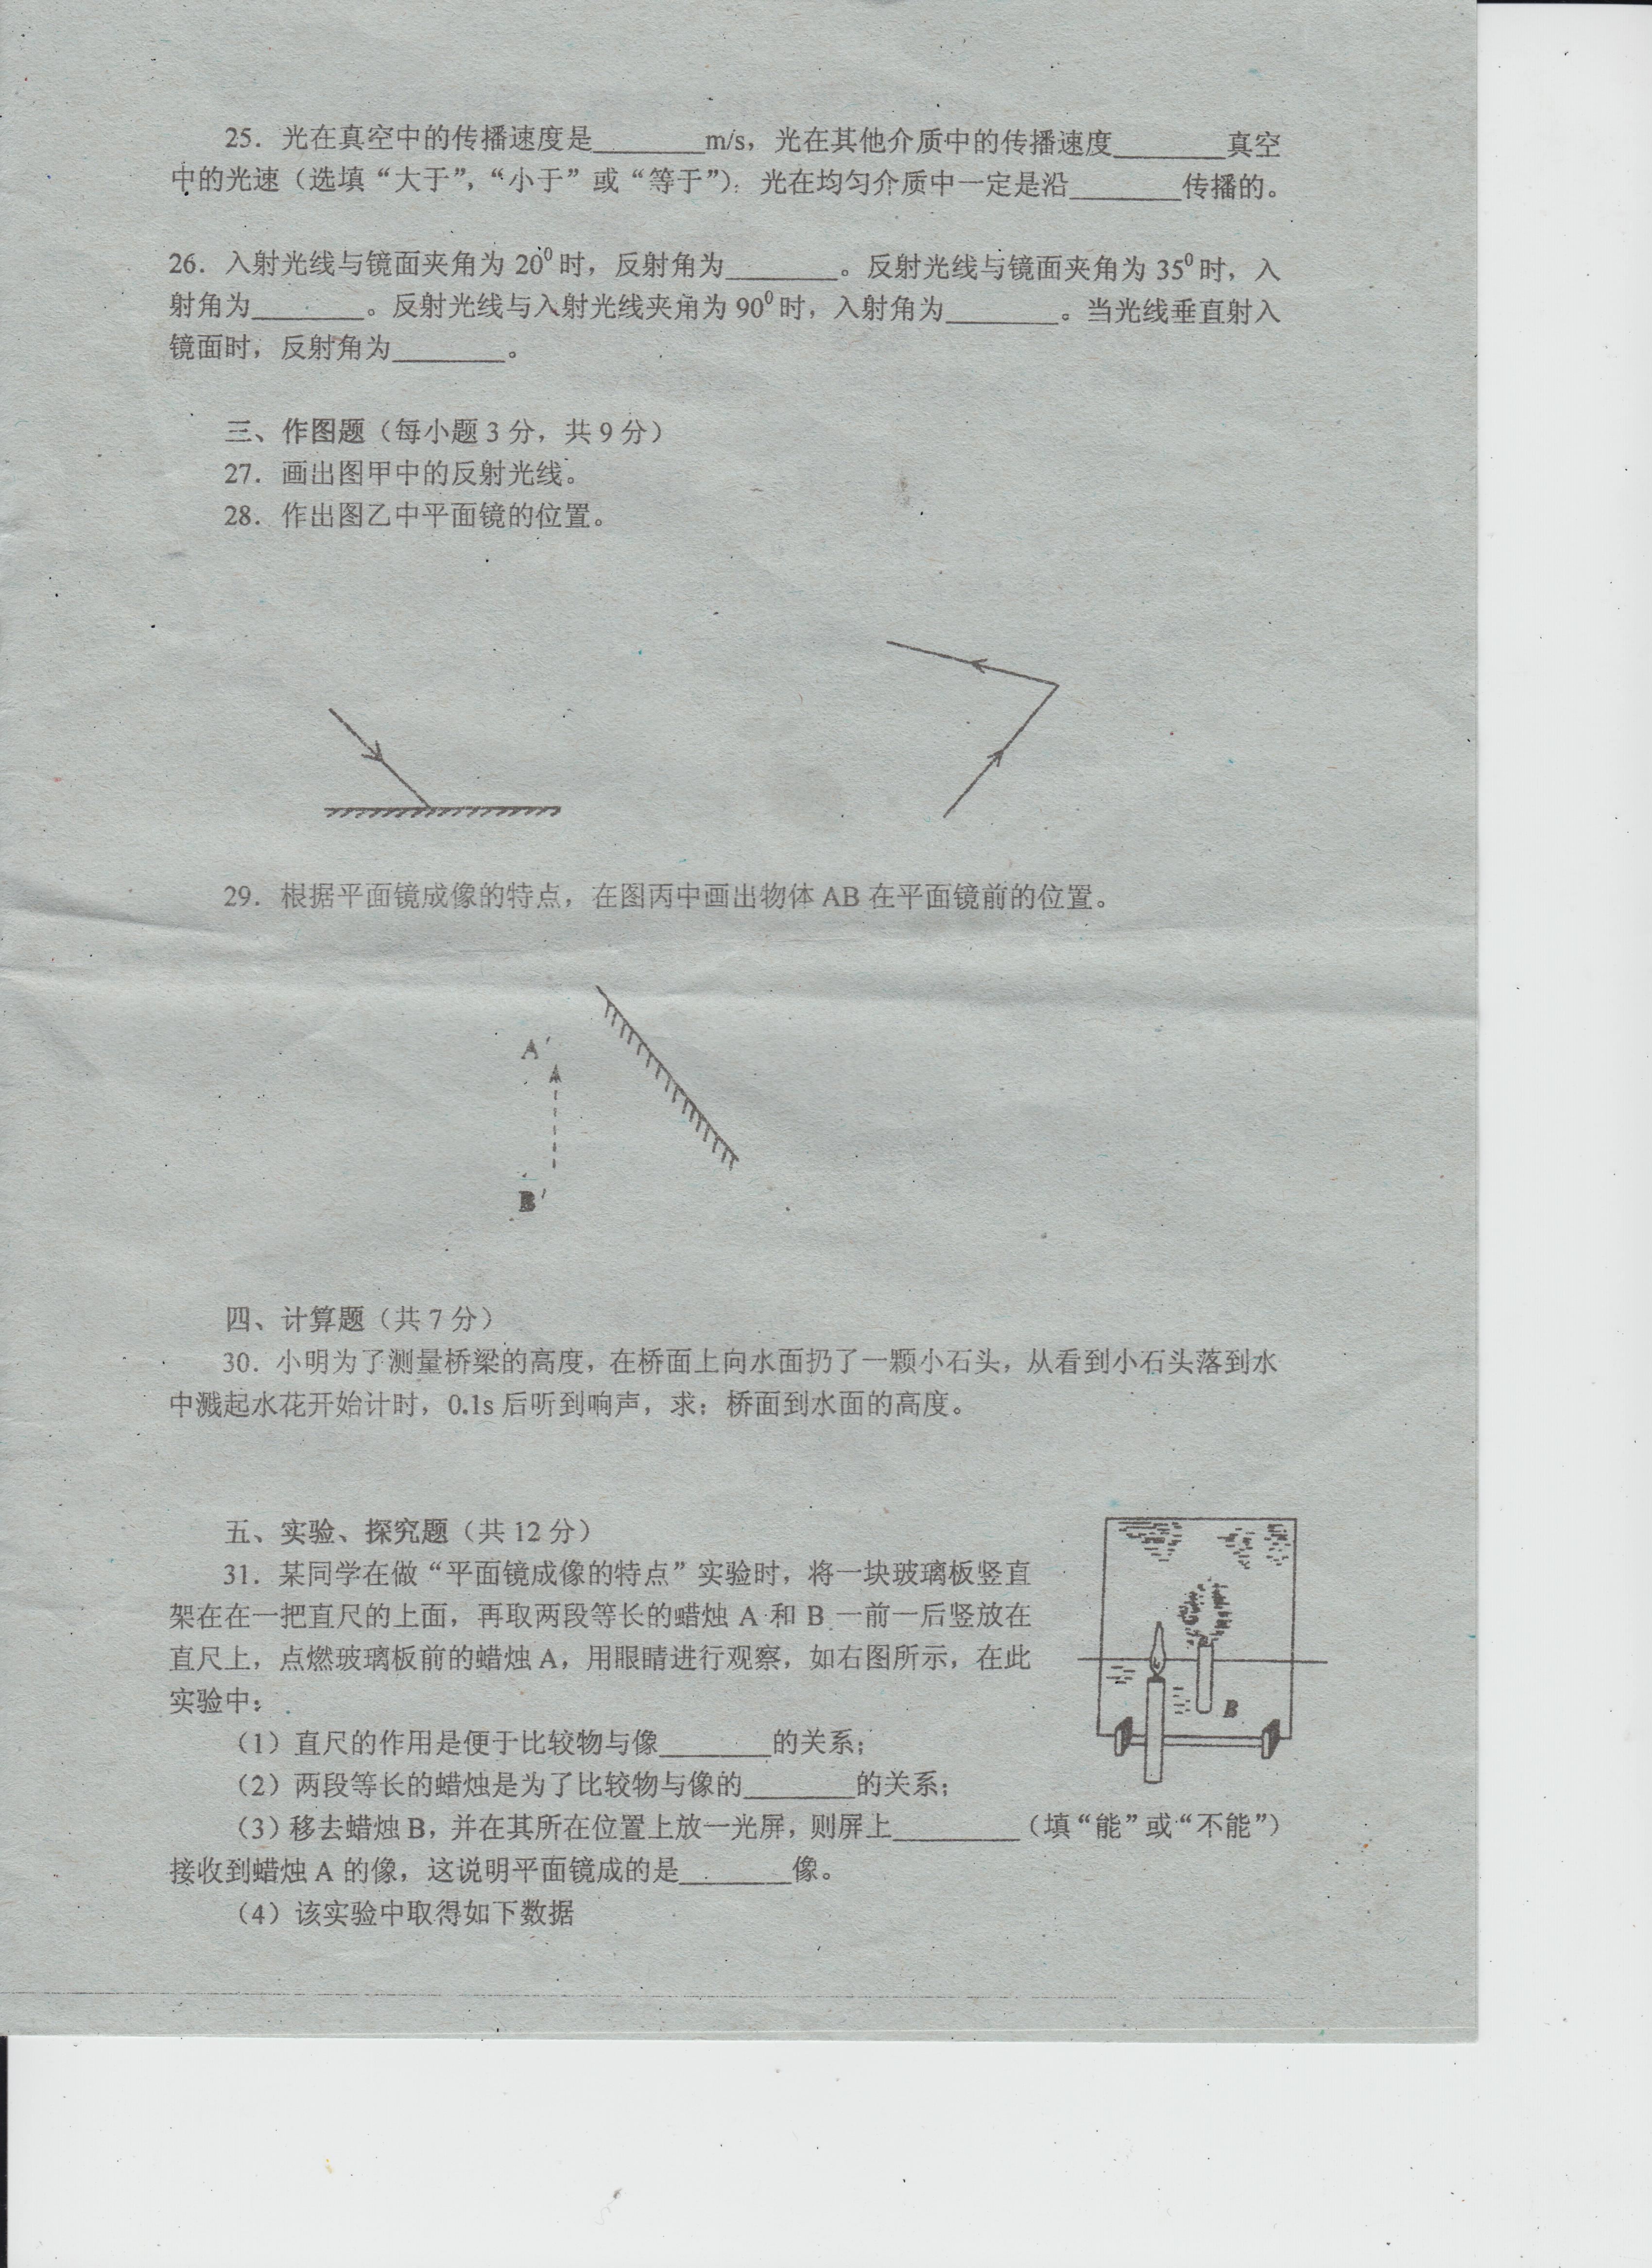 25．光在真空中的传播速度是________m/s，光在其他介质中的传播速度________真空
中的光速（选填“大于”，“小于”或“等于”）；光在均匀介质中一定是沿________传播的。
26．入射光线与镜面夹角为 20⁰ 时，反射角为________。反射光线与镜面夹角为 35⁰ 时，入
射角为________。反射光线与入射光线夹角为 90⁰ 时，入射角为________。当光线垂直射入
镜面时，反射角为________。
三、作图题（每小题 3 分，共 9 分）
27．画出图甲中的反射光线。
28．作出图乙中平面镜的位置。
29．根据平面镜成像的特点，在图丙中画出物体 AB 在平面镜前的位置。
A′
B′
四、计算题（共 7 分）
30．小明为了测量桥梁的高度，在桥面上向水面扔了一颗小石头，从看到小石头落到水
中溅起水花开始计时，0.1s 后听到响声，求：桥面到水面的高度。
五、实验、探究题（共 12 分）
31．某同学在做“平面镜成像的特点”实验时，将一块玻璃板竖直
架在在一把直尺的上面，再取两段等长的蜡烛 A 和 B 一前一后竖放在
直尺上，点燃玻璃板前的蜡烛 A，用眼睛进行观察，如右图所示，在此
实验中：
B
（1）直尺的作用是便于比较物与像________的关系；
（2）两段等长的蜡烛是为了比较物与像的________的关系；
（3）移去蜡烛 B，并在其所在位置上放一光屏，则屏上_________（填“能”或“不能”）
接收到蜡烛 A 的像，这说明平面镜成的是________像。
（4）该实验中取得如下数据